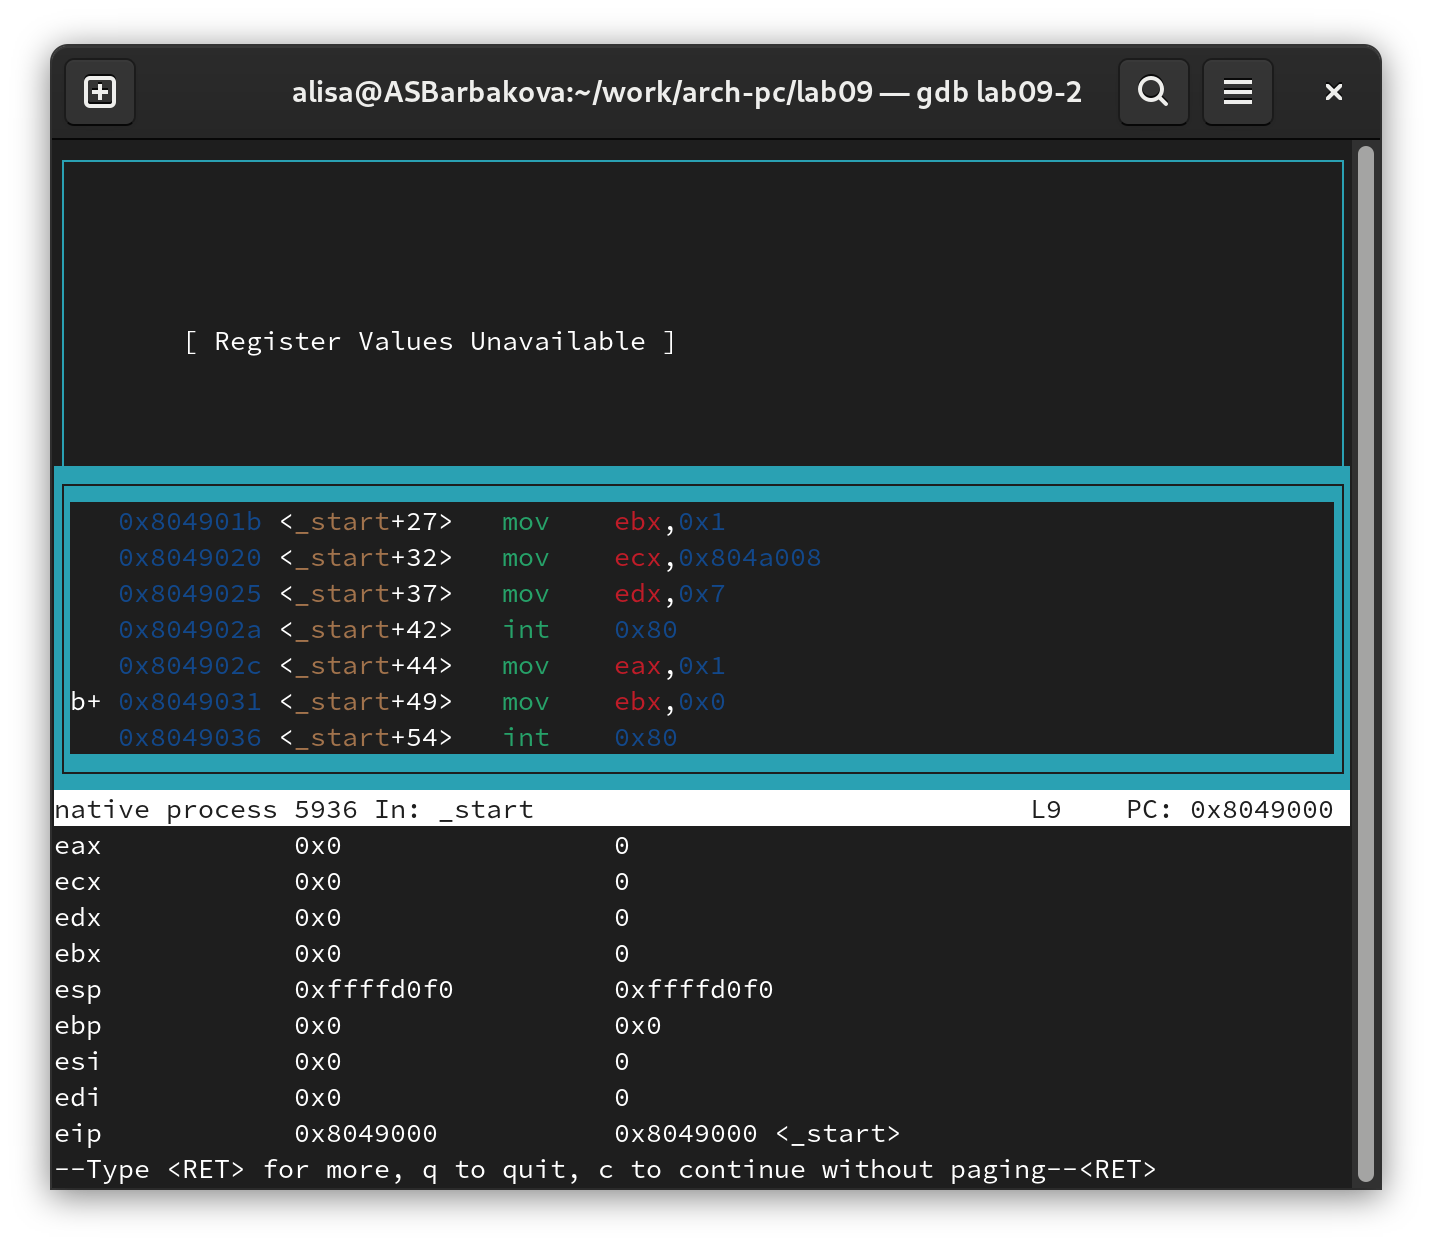 alisa@ASBarbakova:~/work/arch-pc/lab09 — gdb lab09-2
[ Register Values Unavailable ]
0x804901b <_start+27> mov ebx,0x1
0x8049020 <_start+32> mov ecx,0x804a008
0x8049025 <_start+37> mov edx,0x7
0x804902a <_start+42> int 0x80
0x804902c <_start+44> mov eax,0x1
b+ 0x8049031 <_start+49> mov ebx,0x0
0x8049036 <_start+54> int 0x80
native process 5936 In: _start L9 PC: 0x8049000
eax 0x0 0
ecx 0x0 0
edx 0x0 0
ebx 0x0 0
esp 0xffffd0f0 0xffffd0f0
ebp 0x0 0x0
esi 0x0 0
edi 0x0 0
eip 0x8049000 0x8049000 <_start>
--Type <RET> for more, q to quit, c to continue without paging--<RET>